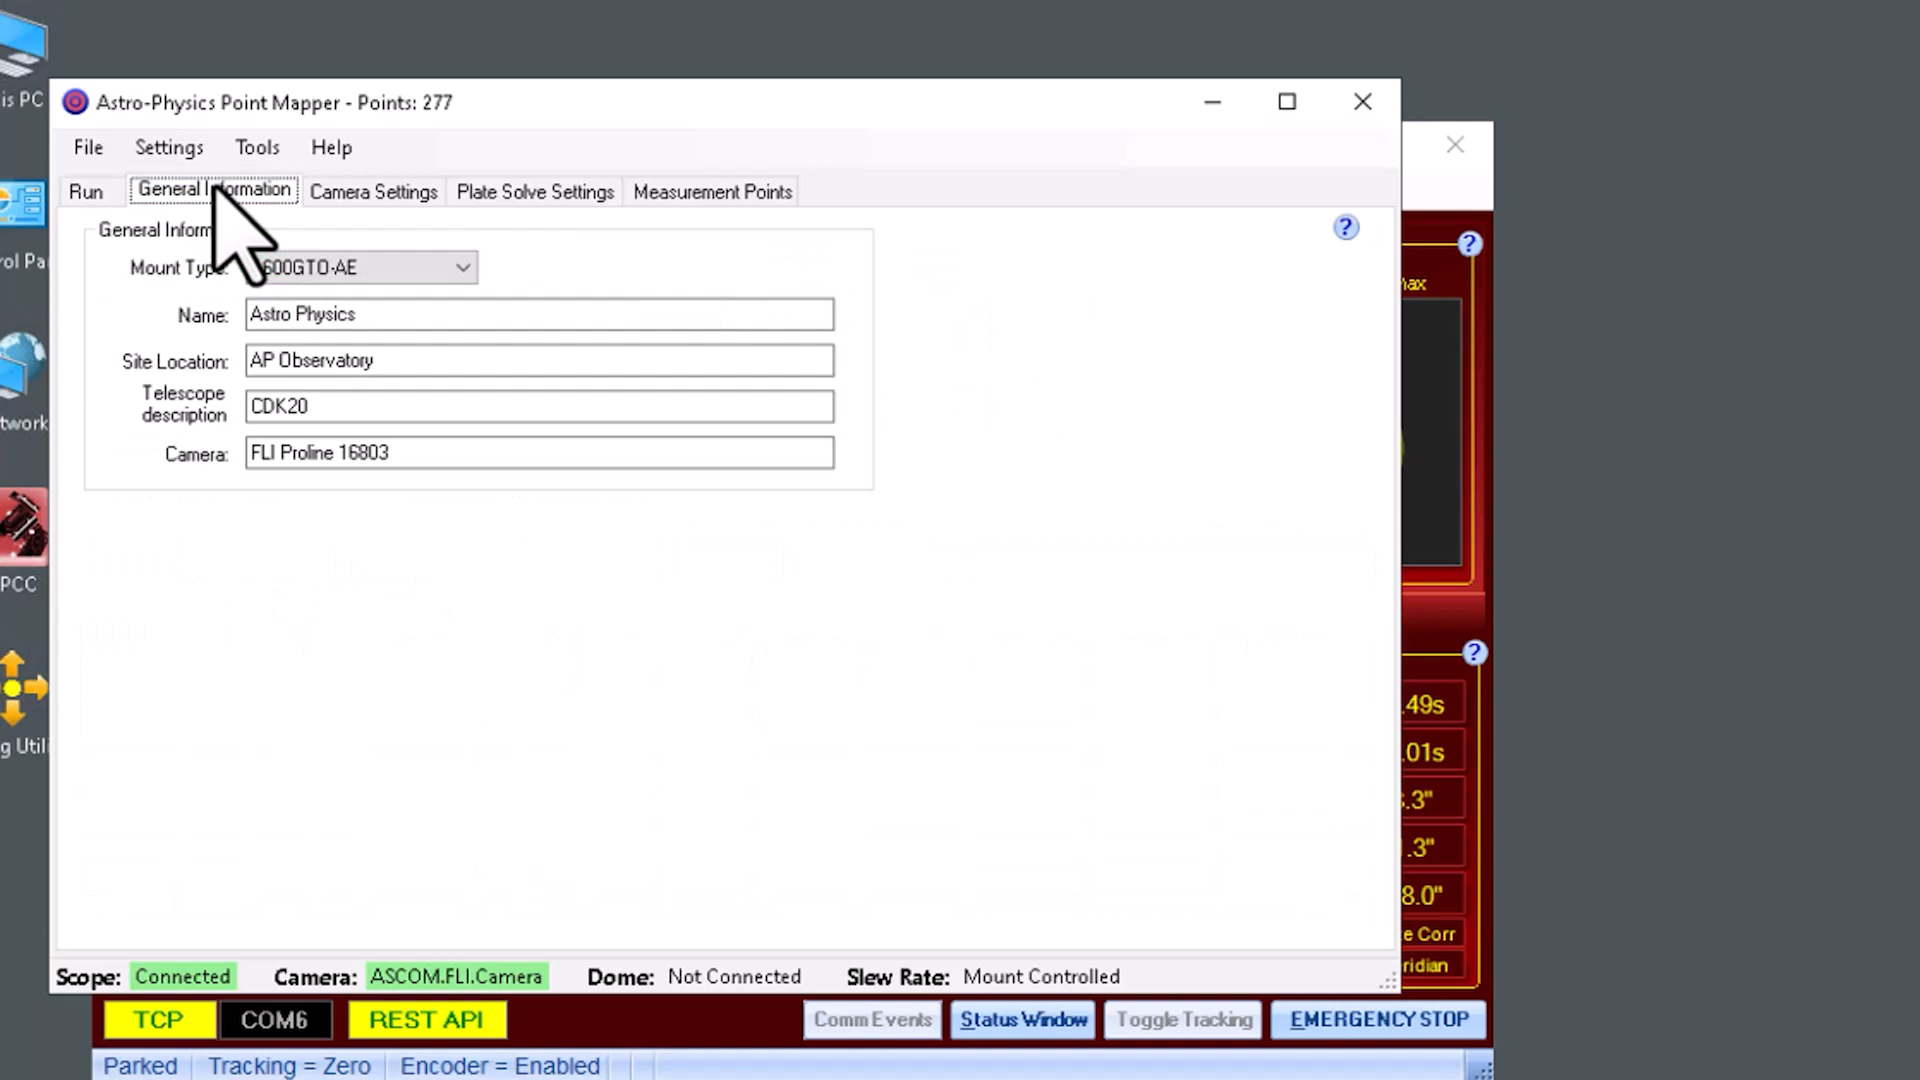 is PC
Astro-Physics Point Mapper - Points: 277
File Settings Tools Help
Run General Information Camera Settings Plate Solve Settings Measurement Points
General Inform
Mount Type: 600GTO-AE
Name: Astro Physics
Site Location: AP Observatory
Telescope
description CDK20
Camera: FLI Proline 16803
rol Pa
twork
PCC
g Utili
.49s
.01s
.3"
.3"
8.0"
e Corr
ridian
Scope: Connected Camera: ASCOM.FLI.Camera Dome: Not Connected Slew Rate: Mount Controlled
TCP COM6 REST API Comm Events Status Window Toggle Tracking EMERGENCY STOP
Parked Tracking = Zero Encoder = Enabled